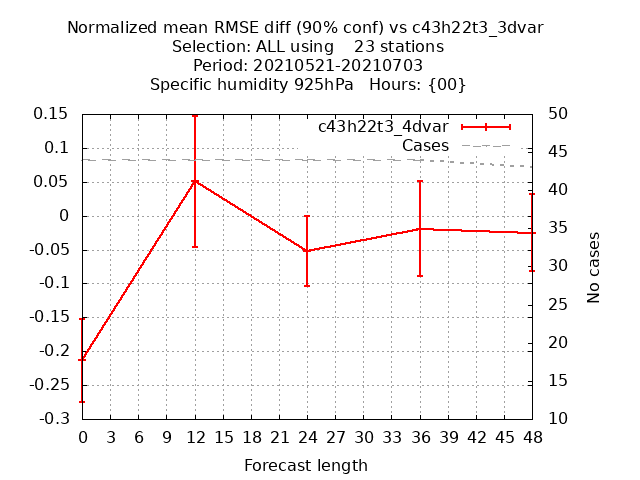 Normalized mean RMSE diff (90% conf) vs c43h22t3_3dvar
Selection: ALL using    23 stations
Period: 20210521-20210703
Specific humidity 925hPa   Hours: {00}
c43h22t3_4dvar
Cases
0.15
0.1
0.05
0
-0.05
-0.1
-0.15
-0.2
-0.25
-0.3
50
45
40
35
30
25
20
15
10
No cases
0 3 6 9 12 15 18 21 24 27 30 33 36 39 42 45 48
Forecast length